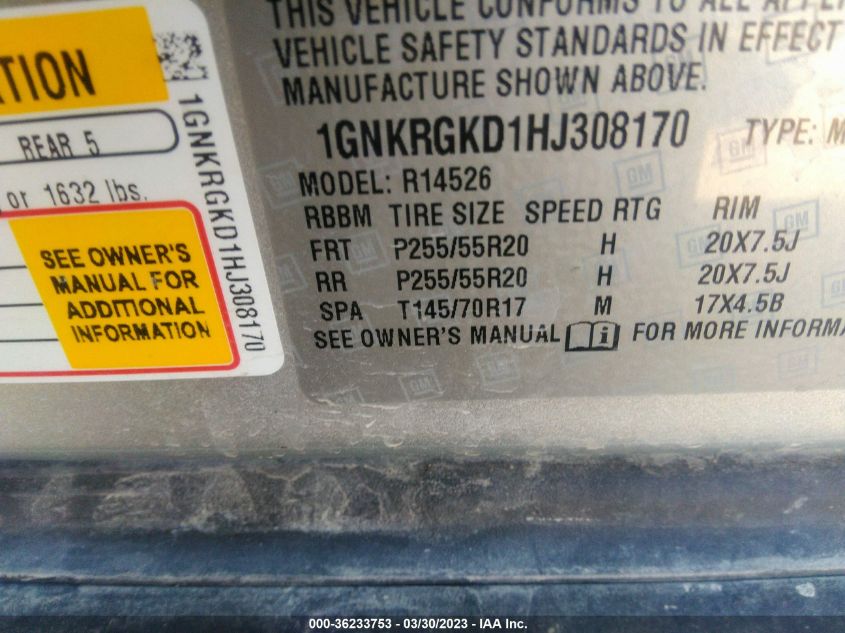 THIS VEHICLE CONFORMS TO ALL
VEHICLE SAFETY STANDARDS IN EFFECT
MANUFACTURE SHOWN ABOVE.
1GNKRGKD1HJ308170 TYPE: M
MODEL: R14526
RBBM TIRE SIZE SPEED RTG RIM
FRT P255/55R20 H 20X7.5J
RR P255/55R20 H 20X7.5J
SPA T145/70R17 M 17X4.5B
SEE OWNER'S MANUAL FOR MORE
REAR 5
or 1632 lbs.
SEE OWNER'S
MANUAL FOR
ADDITIONAL
INFORMATION
1GNKRGKD1HJ308170
GM
000-36233753 - 03/30/2023 - IAA Inc.